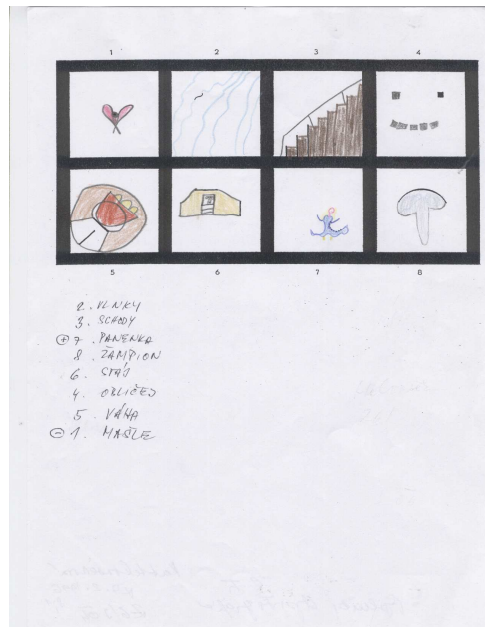 1 2 3 4
5 6 7 8
2. VLNKY
3. SCHODY
⊕ 7. PANENKA
8. ŽAMPION
6. STÁJ
4. OBLIČEJ
5. VÁHA
⊖ 1. MAŠLE